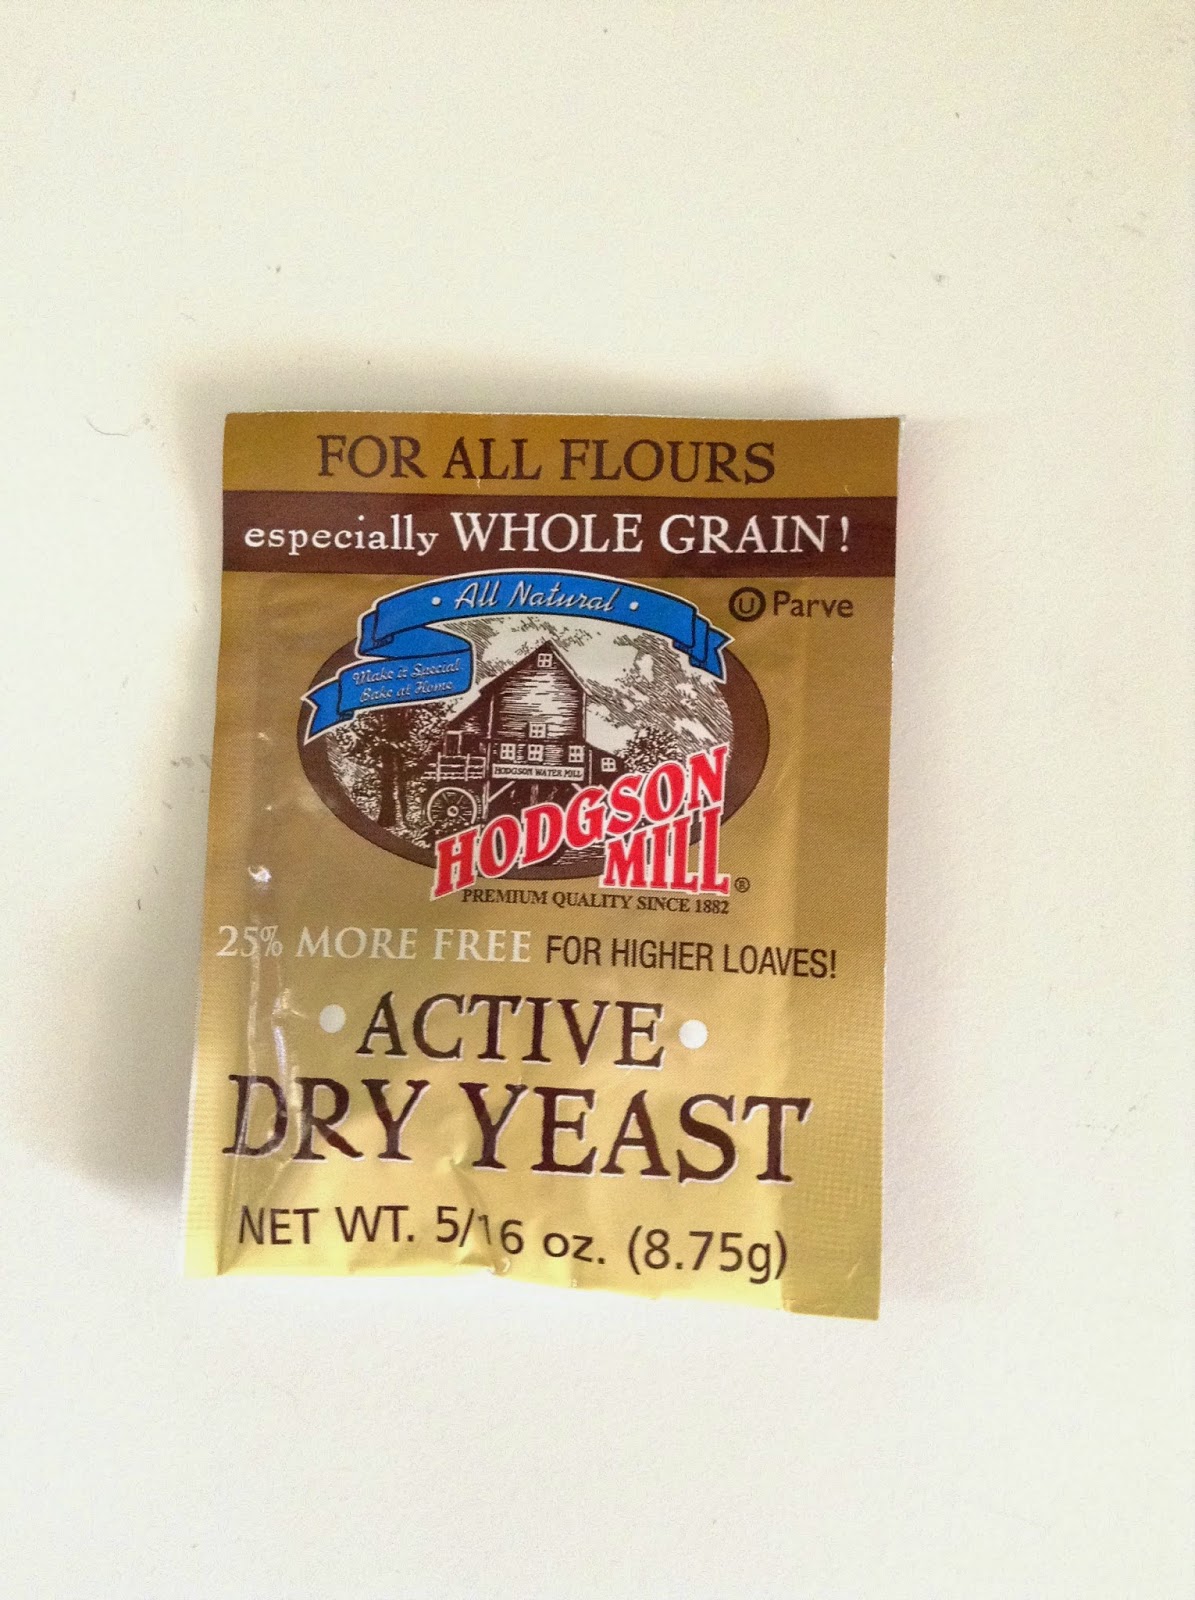 FOR ALL FLOURS
especially WHOLE GRAIN!
• All Natural •
Ⓤ Parve
Make it Special
Bake at Home
HODGSON WATER MILL
HODGSON
MILL®
PREMIUM QUALITY SINCE 1882
25% MORE FREE FOR HIGHER LOAVES!
• ACTIVE •
DRY YEAST
NET WT. 5/16 oz. (8.75g)